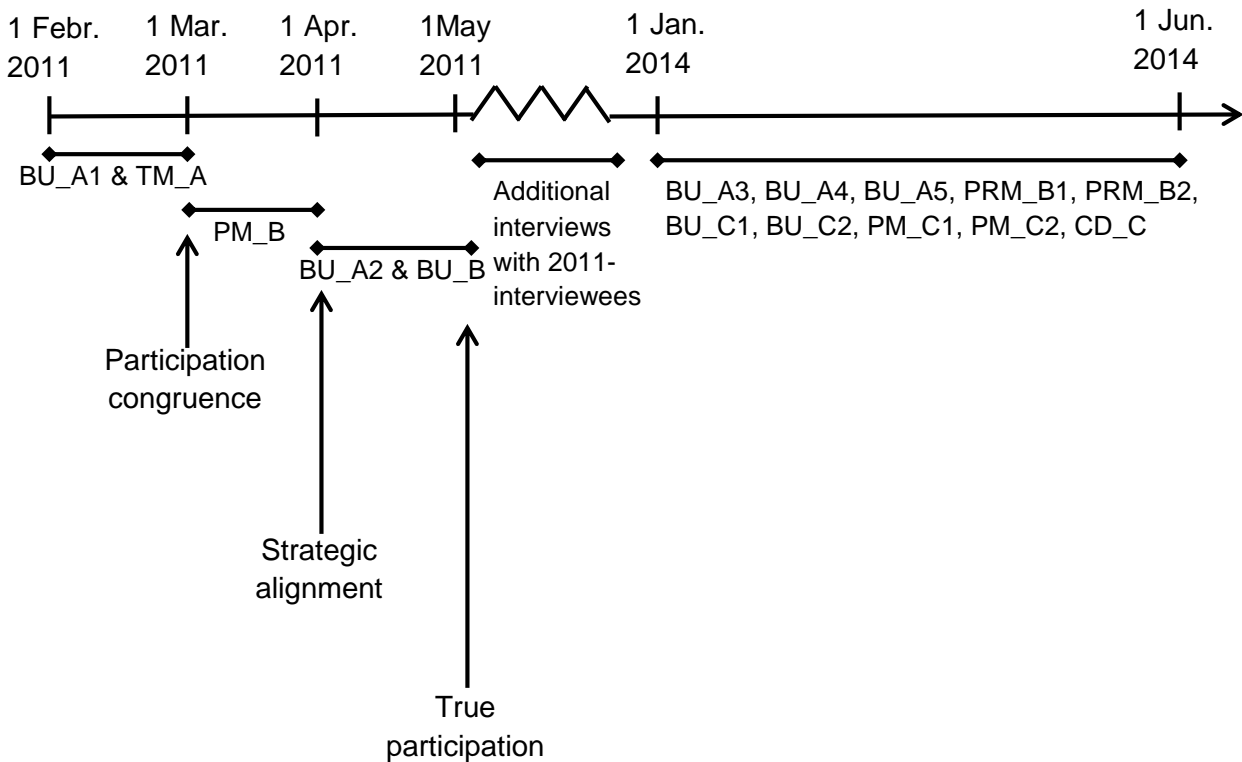 1 Febr.
2011
1 Mar.
2011
1 Apr.
2011
1May
2011
1 Jan.
2014
1 Jun.
2014
BU_A1 & TM_A
PM_B
BU_A2 & BU_B
Additional
interviews
with 2011-
interviewees
BU_A3, BU_A4, BU_A5, PRM_B1, PRM_B2,
BU_C1, BU_C2, PM_C1, PM_C2, CD_C
Participation
congruence
Strategic
alignment
True
participation